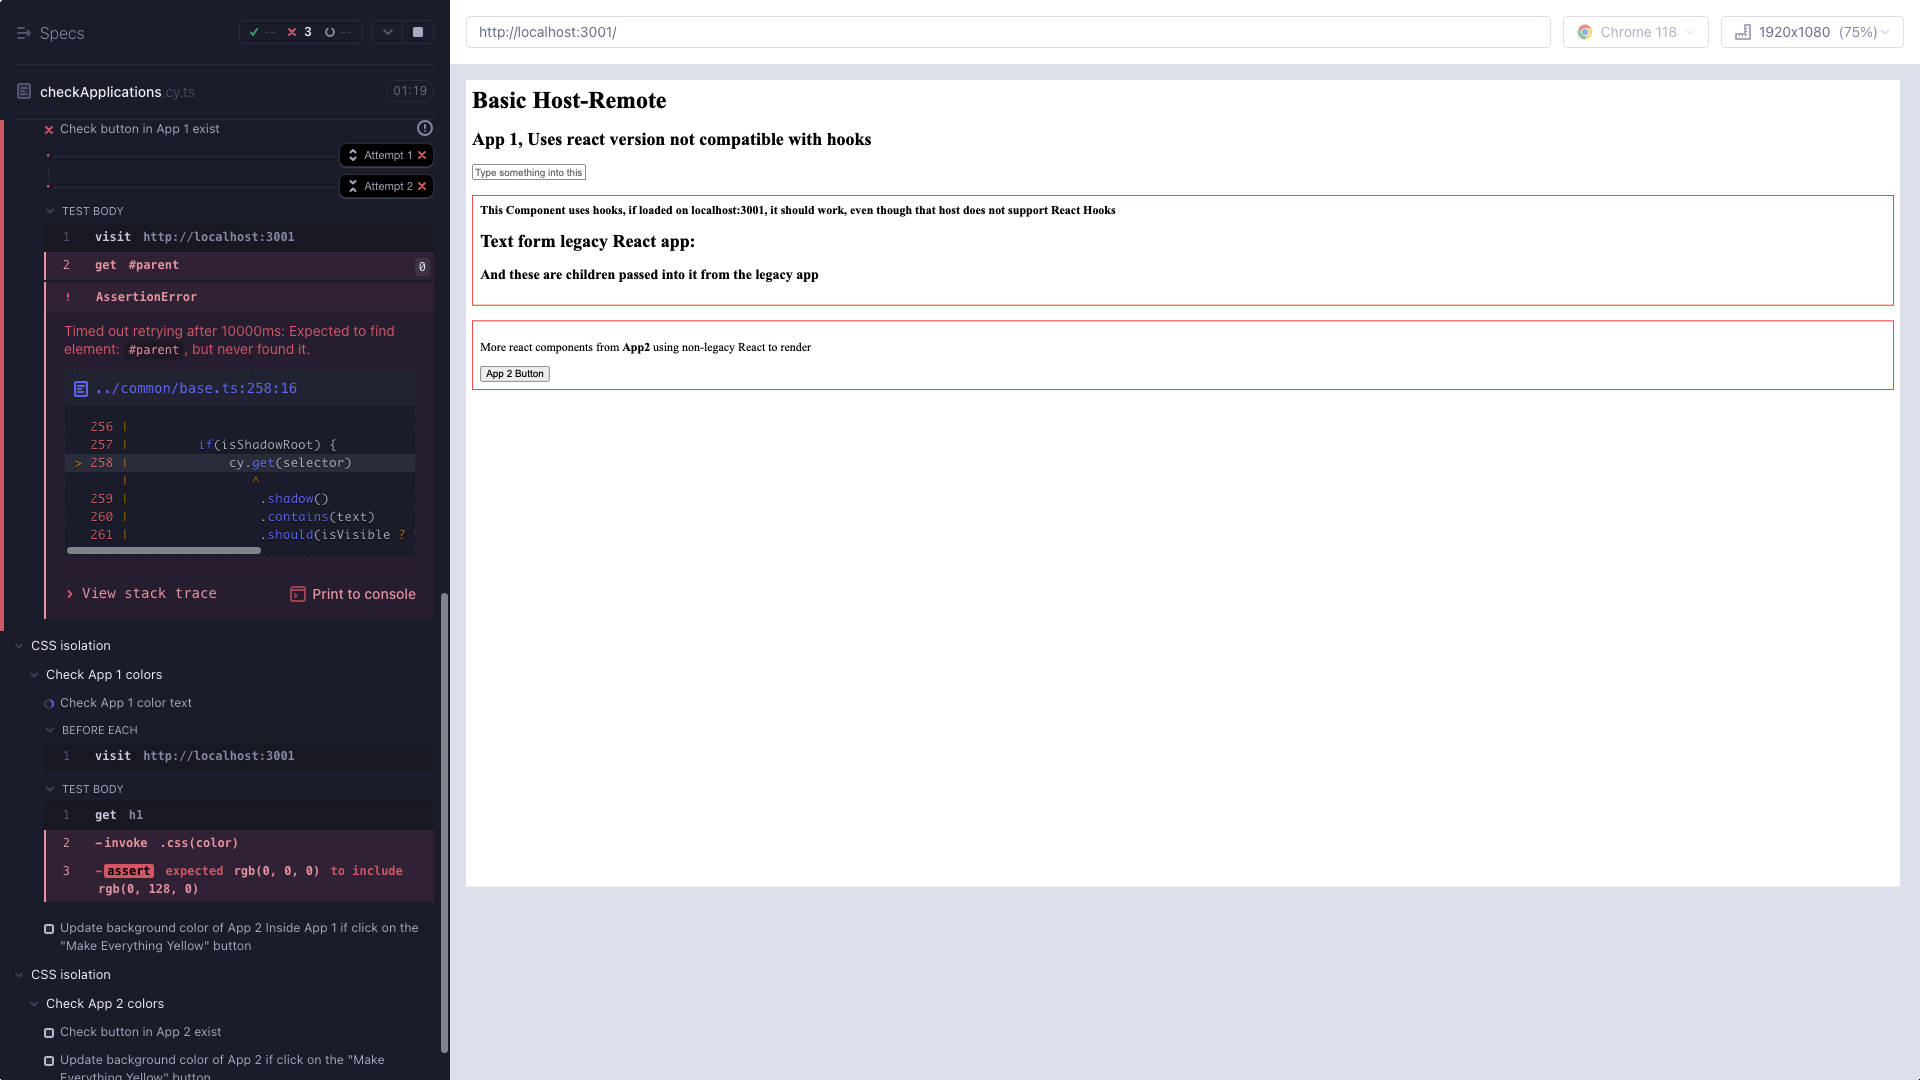 Specs
-- 3 --
checkApplications.cy.ts 01:19
Check button in App 1 exist
Attempt 1
Attempt 2
TEST BODY
1 visit http://localhost:3001
2 get #parent 0
! AssertionError
Timed out retrying after 10000ms: Expected to find
element: #parent, but never found it.
../common/base.ts:258:16
256 |
257 | if(isShadowRoot) {
> 258 | cy.get(selector)
| ^
259 | .shadow()
260 | .contains(text)
261 | .should(isVisible ?
View stack trace
Print to console
CSS isolation
Check App 1 colors
Check App 1 color text
BEFORE EACH
1 visit http://localhost:3001
TEST BODY
1 get h1
2 -invoke .css(color)
3 -assert expected rgb(0, 0, 0) to include
rgb(0, 128, 0)
Update background color of App 2 Inside App 1 if click on the
"Make Everything Yellow" button
CSS isolation
Check App 2 colors
Check button in App 2 exist
Update background color of App 2 if click on the "Make
Everything Yellow" button
http://localhost:3001/
Chrome 118
1920x1080 (75%)
Basic Host-Remote
App 1, Uses react version not compatible with hooks
Type something into this
This Component uses hooks, if loaded on localhost:3001, it should work, even though that host does not support React Hooks
Text form legacy React app:
And these are children passed into it from the legacy app
More react components from App2 using non-legacy React to render
App 2 Button